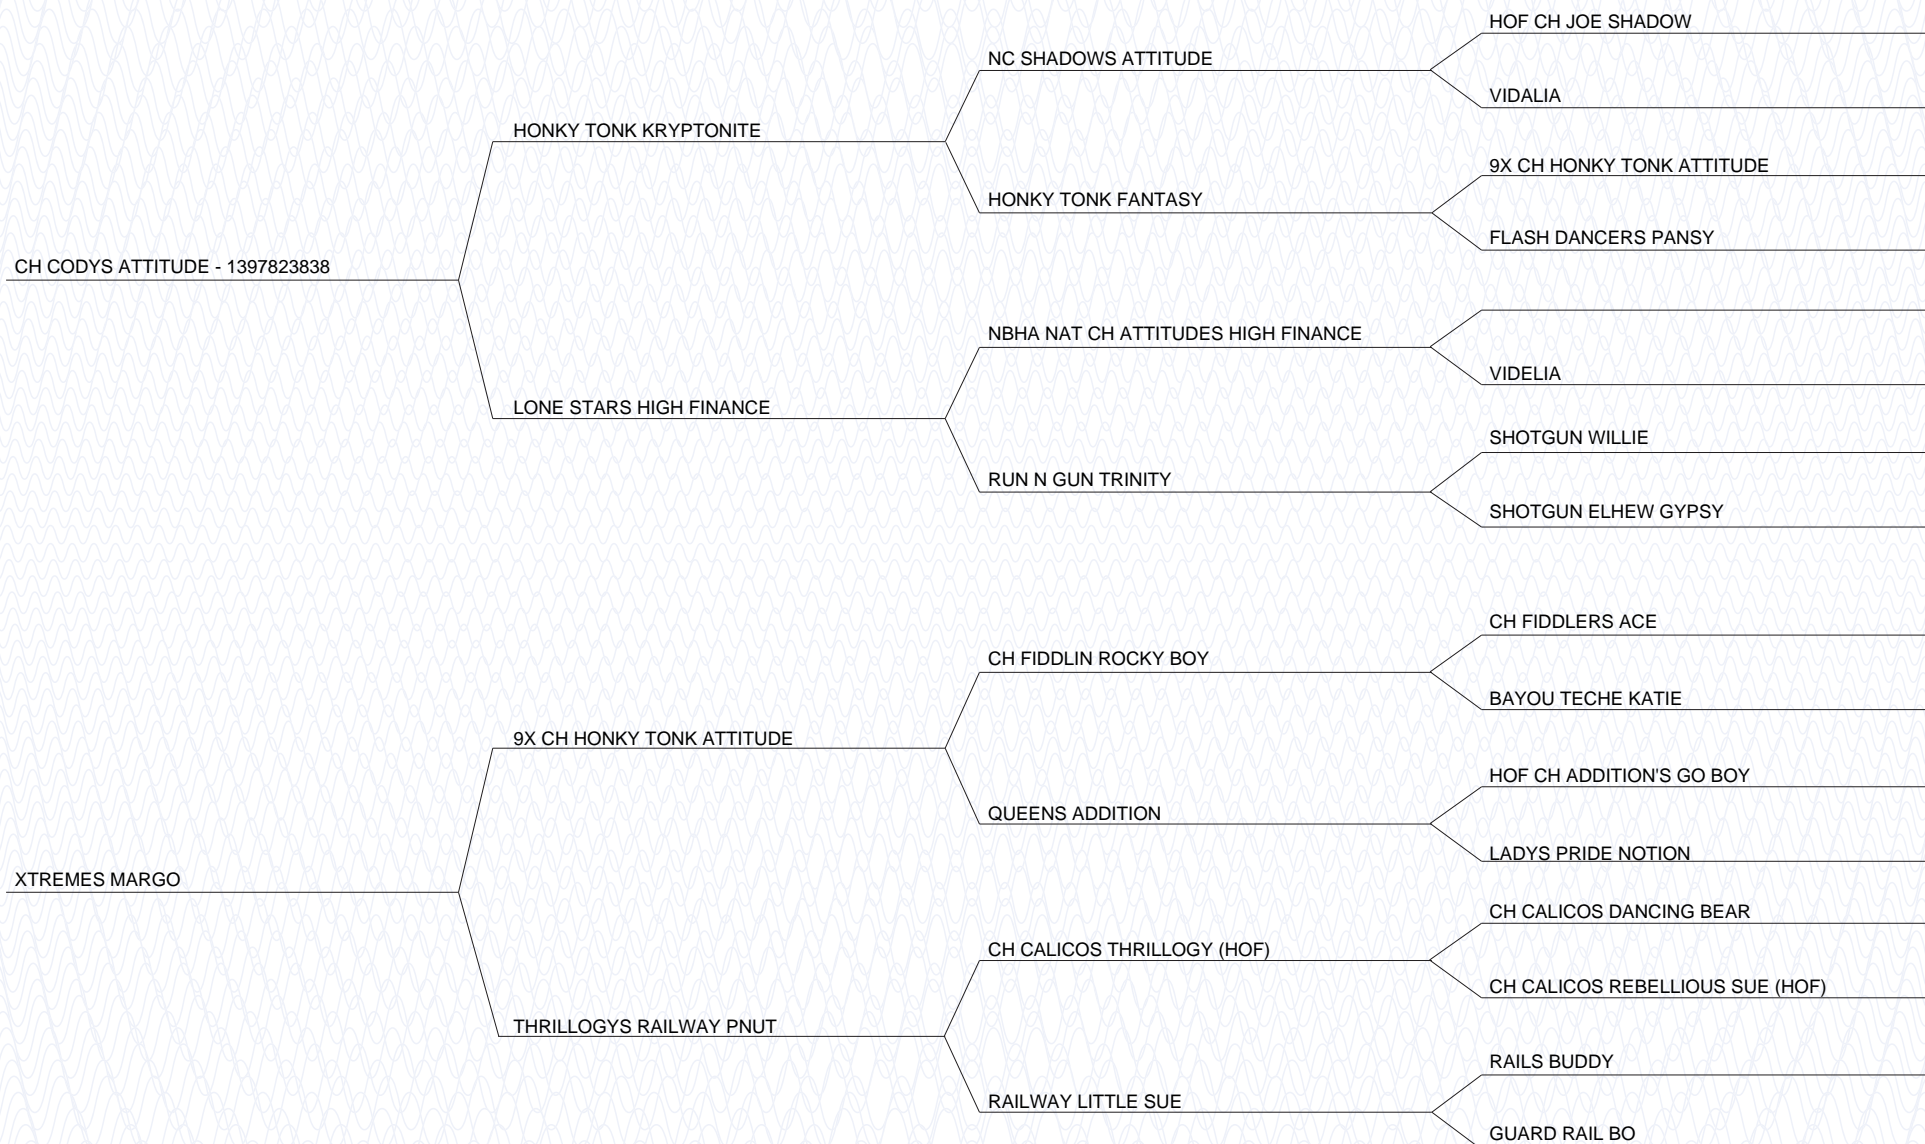 HOF CH JOE SHADOW
NC SHADOWS ATTITUDE
VIDALIA
HONKY TONK KRYPTONITE
9X CH HONKY TONK ATTITUDE
HONKY TONK FANTASY
FLASH DANCERS PANSY
CH CODYS ATTITUDE - 1397823838
NBHA NAT CH ATTITUDES HIGH FINANCE
VIDELIA
LONE STARS HIGH FINANCE
SHOTGUN WILLIE
RUN N GUN TRINITY
SHOTGUN ELHEW GYPSY
CH FIDDLERS ACE
CH FIDDLIN ROCKY BOY
BAYOU TECHE KATIE
9X CH HONKY TONK ATTITUDE
HOF CH ADDITION'S GO BOY
QUEENS ADDITION
LADYS PRIDE NOTION
XTREMES MARGO
CH CALICOS DANCING BEAR
CH CALICOS THRILLOGY (HOF)
CH CALICOS REBELLIOUS SUE (HOF)
THRILLOGYS RAILWAY PNUT
RAILS BUDDY
RAILWAY LITTLE SUE
GUARD RAIL BO